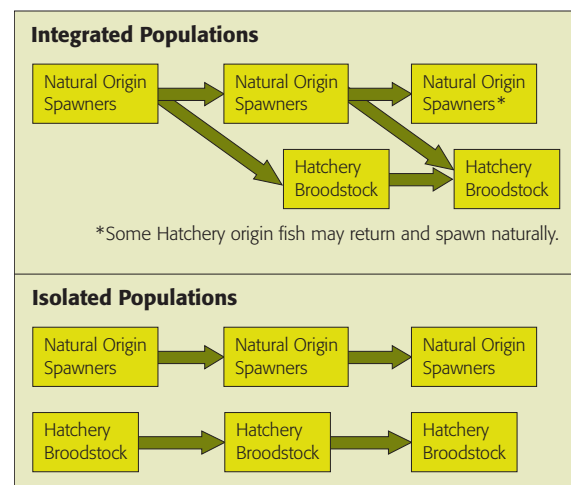 Integrated Populations
Natural Origin
Spawners
Natural Origin
Spawners
Natural Origin
Spawners*
Hatchery
Broodstock
Hatchery
Broodstock
*Some Hatchery origin fish may return and spawn naturally.
Isolated Populations
Natural Origin
Spawners
Natural Origin
Spawners
Natural Origin
Spawners
Hatchery
Broodstock
Hatchery
Broodstock
Hatchery
Broodstock